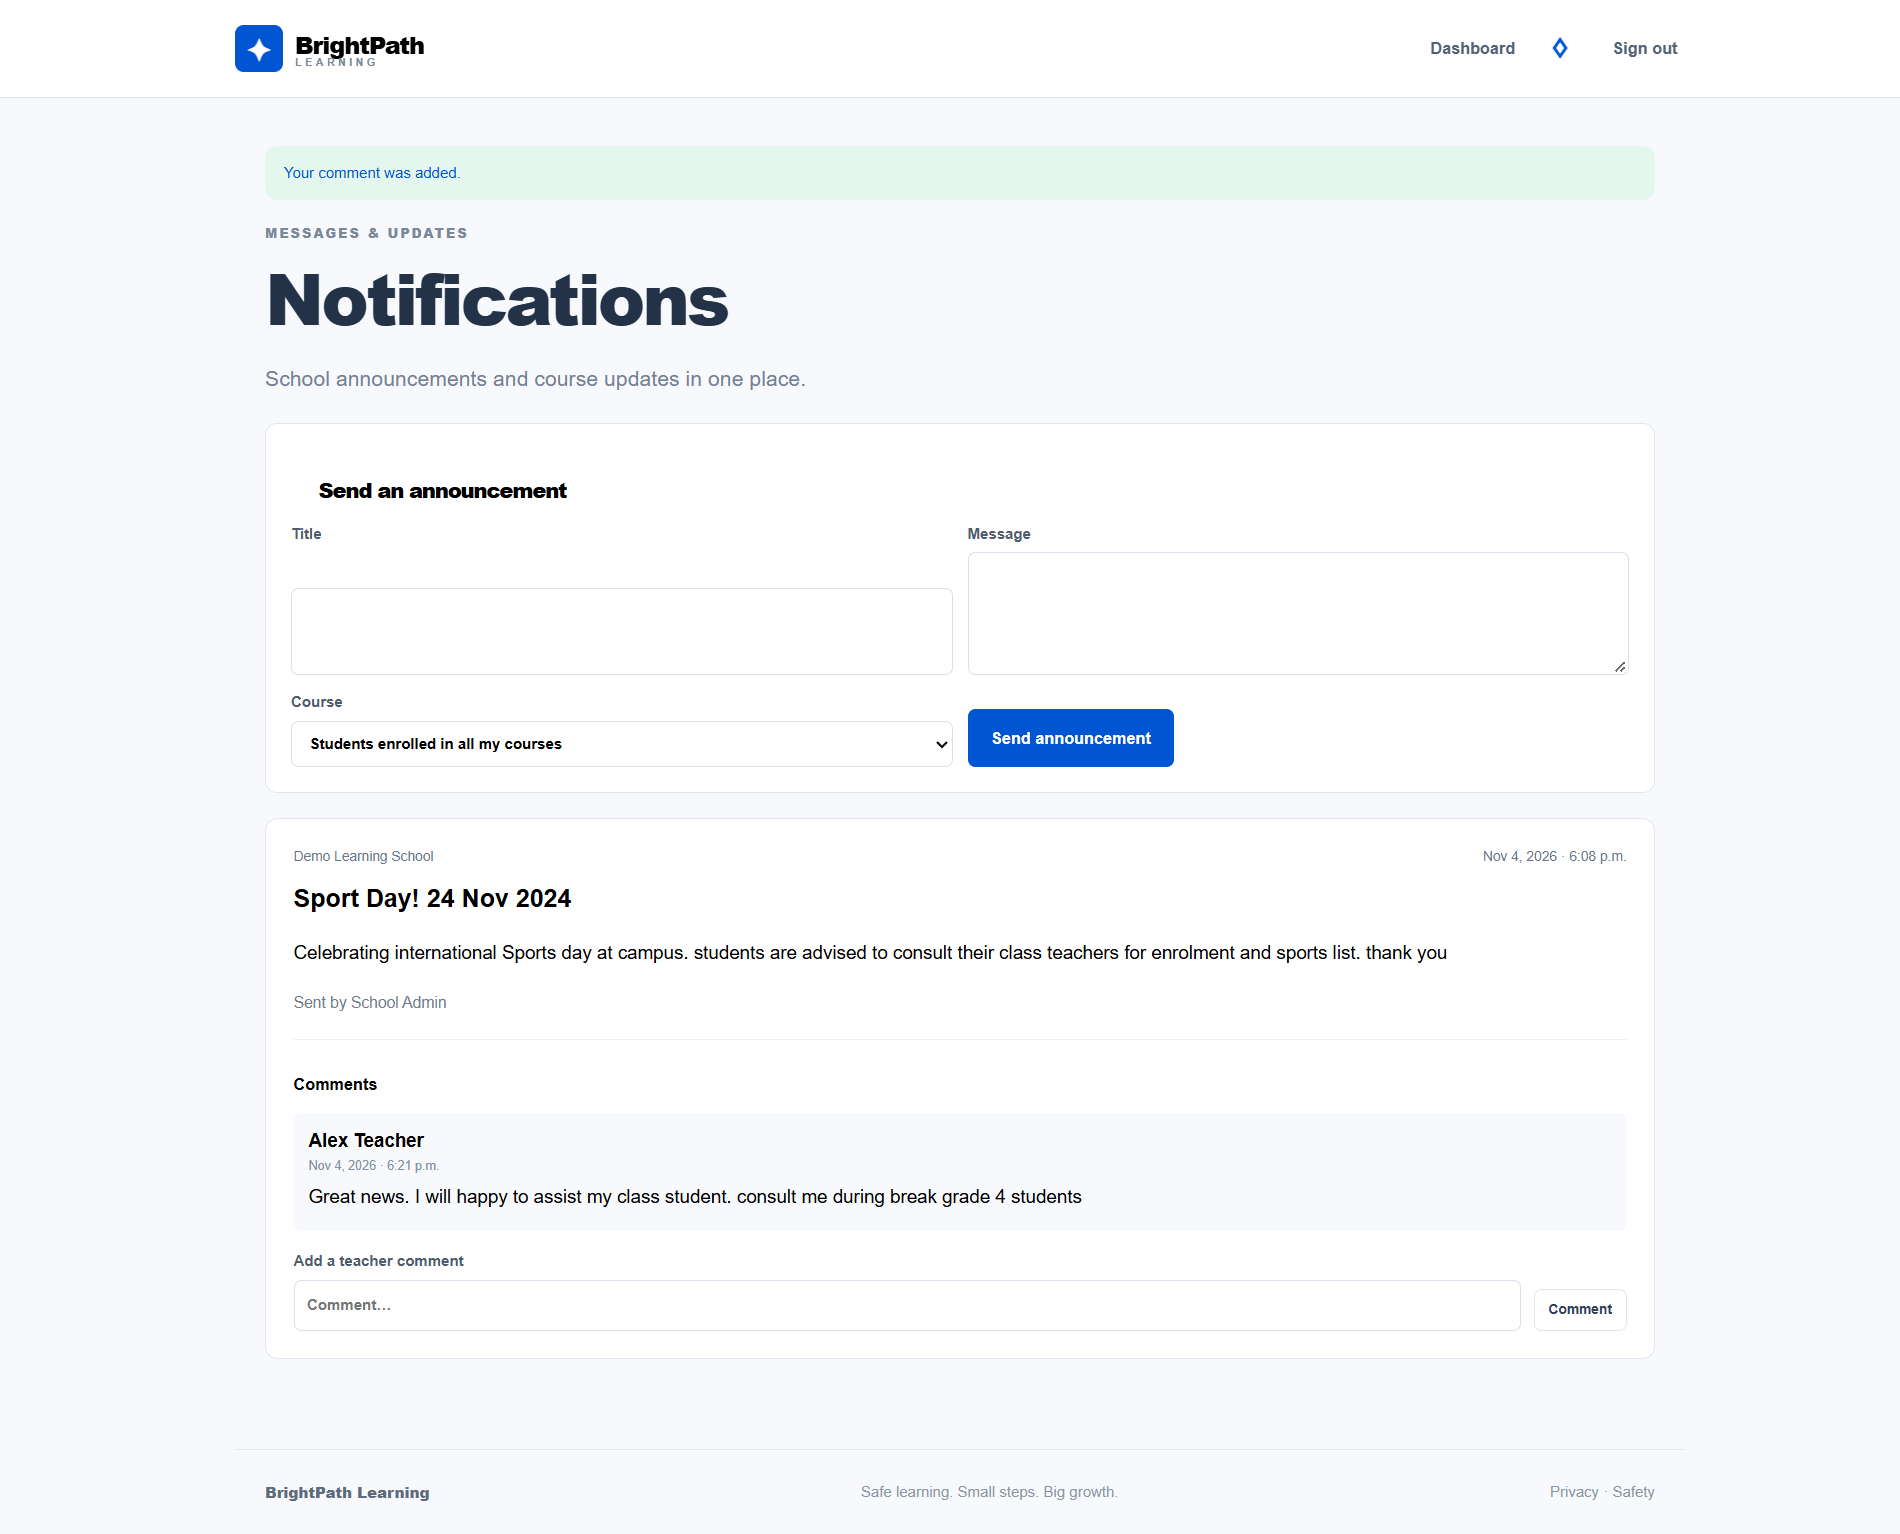 BrightPath
LEARNING
Dashboard
Sign out
Your comment was added.
MESSAGES & UPDATES
Notifications
School announcements and course updates in one place.
Send an announcement
Title
Message
Course
Students enrolled in all my courses
Send announcement
Demo Learning School
Nov 4, 2026 · 6:08 p.m.
Sport Day! 24 Nov 2024
Celebrating international Sports day at campus. students are advised to consult their class teachers for enrolment and sports list. thank you
Sent by School Admin
Comments
Alex Teacher
Nov 4, 2026 · 6:21 p.m.
Great news. I will happy to assist my class student. consult me during break grade 4 students
Add a teacher comment
Comment...
Comment
BrightPath Learning
Safe learning. Small steps. Big growth.
Privacy · Safety